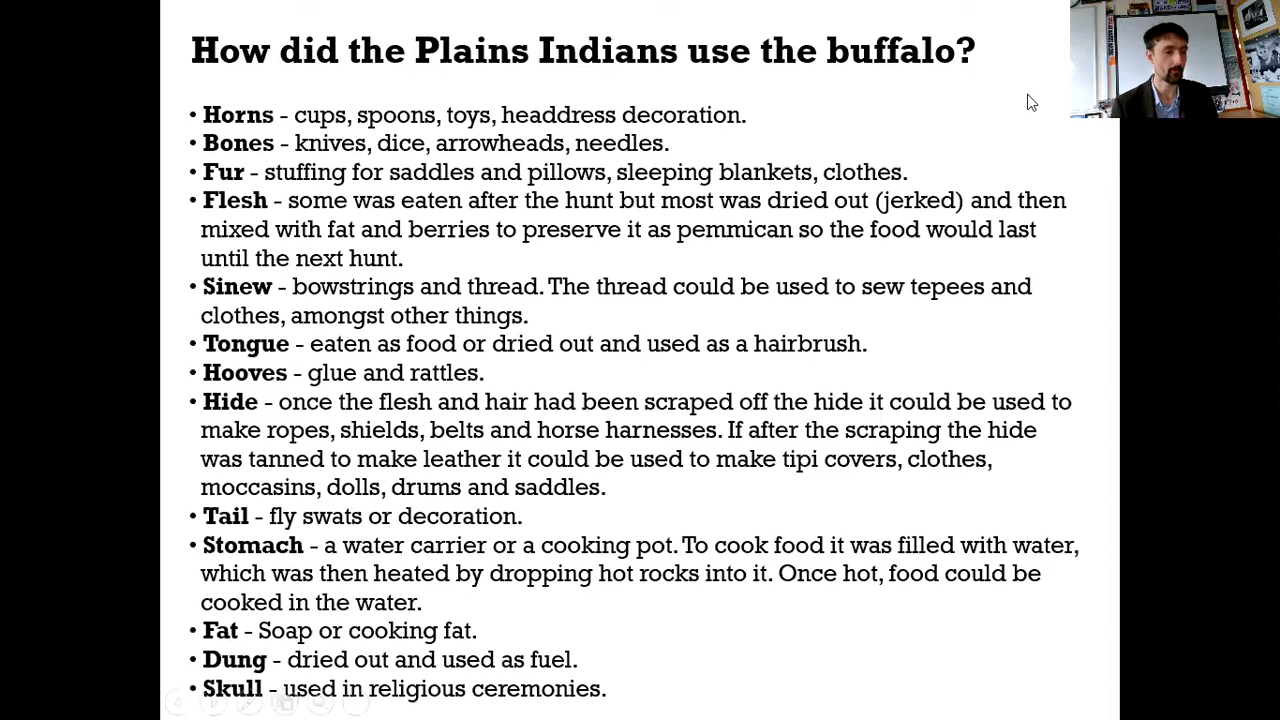 How did the Plains Indians use the buffalo?
• Horns - cups, spoons, toys, headdress decoration.
• Bones - knives, dice, arrowheads, needles.
• Fur - stuffing for saddles and pillows, sleeping blankets, clothes.
• Flesh - some was eaten after the hunt but most was dried out (jerked) and then
mixed with fat and berries to preserve it as pemmican so the food would last
until the next hunt.
• Sinew - bowstrings and thread. The thread could be used to sew tepees and
clothes, amongst other things.
• Tongue - eaten as food or dried out and used as a hairbrush.
• Hooves - glue and rattles.
• Hide - once the flesh and hair had been scraped off the hide it could be used to
make ropes, shields, belts and horse harnesses. If after the scraping the hide
was tanned to make leather it could be used to make tipi covers, clothes,
moccasins, dolls, drums and saddles.
• Tail - fly swats or decoration.
• Stomach - a water carrier or a cooking pot. To cook food it was filled with water,
which was then heated by dropping hot rocks into it. Once hot, food could be
cooked in the water.
• Fat - Soap or cooking fat.
• Dung - dried out and used as fuel.
• Skull - used in religious ceremonies.